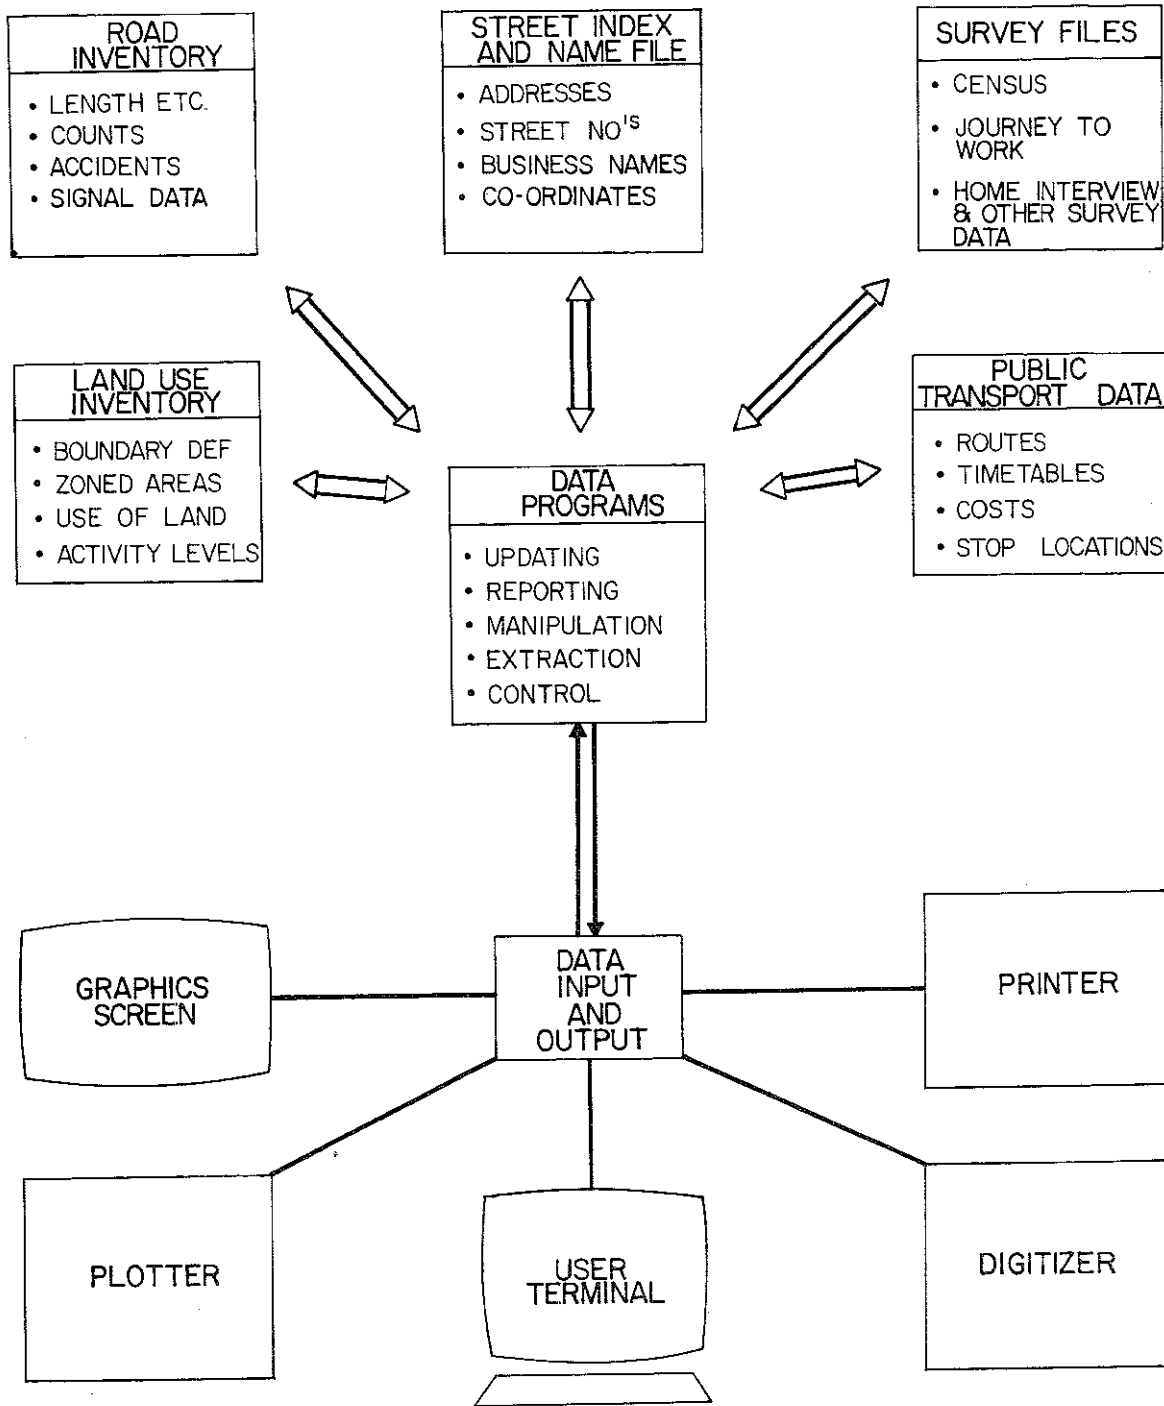 ROAD
INVENTORY
• LENGTH ETC.
• COUNTS
• ACCIDENTS
• SIGNAL DATA
STREET INDEX
AND NAME FILE
• ADDRESSES
• STREET NO'S
• BUSINESS NAMES
• CO-ORDINATES
SURVEY FILES
• CENSUS
• JOURNEY TO
WORK
• HOME INTERVIEW
& OTHER SURVEY
DATA
LAND USE
INVENTORY
• BOUNDARY DEF
• ZONED AREAS
• USE OF LAND
• ACTIVITY LEVELS
DATA
PROGRAMS
• UPDATING
• REPORTING
• MANIPULATION
• EXTRACTION
• CONTROL
PUBLIC
TRANSPORT DATA
• ROUTES
• TIMETABLES
• COSTS
• STOP LOCATIONS
GRAPHICS
SCREEN
DATA
INPUT
AND
OUTPUT
PRINTER
PLOTTER
USER
TERMINAL
DIGITIZER